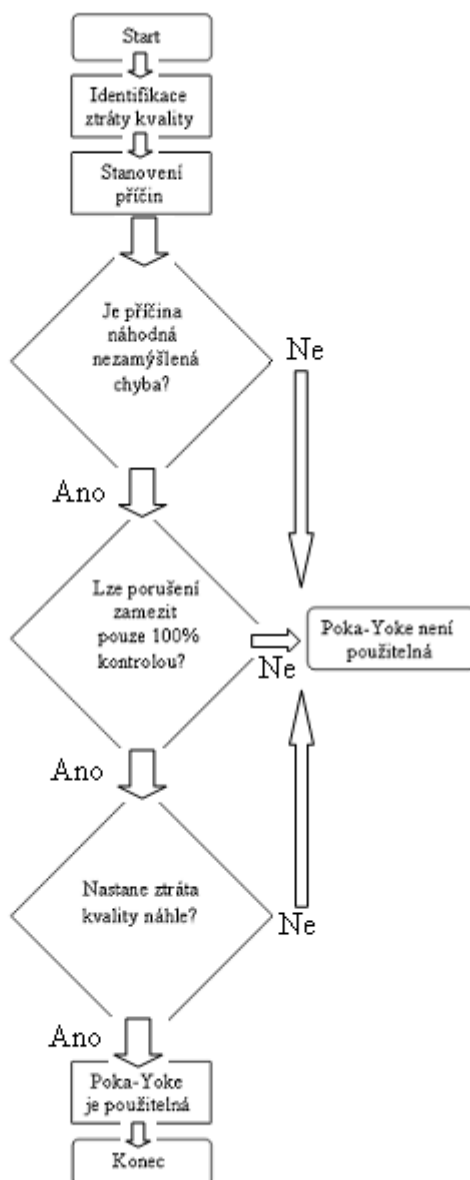 Start
Identifikace
ztráty kvality
Stanovení
příčin
Je příčina
náhodná
nezamýšlená
chyba?
Ne
Ano
Lze porušení
zamezit
pouze 100%
kontrolou?
Ne
Poka-Yoke není
použitelná
Ano
Nastane ztráta
kvality náhle?
Ne
Ano
Poka-Yoke
je použitelná
Konec